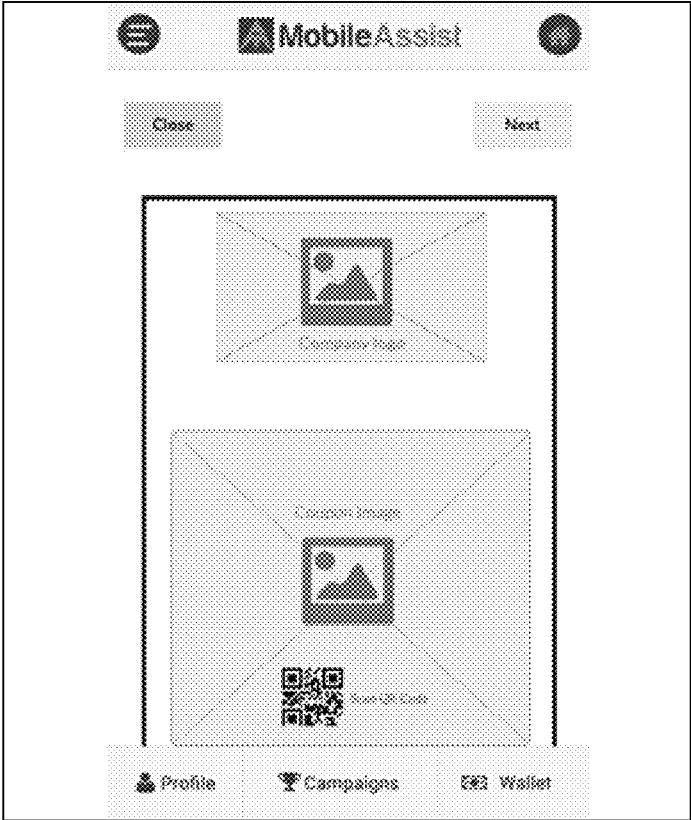 MobileAssist
Close Next
Company logo
Coupon Image
Scan QR Code
Profile Campaigns Wallet